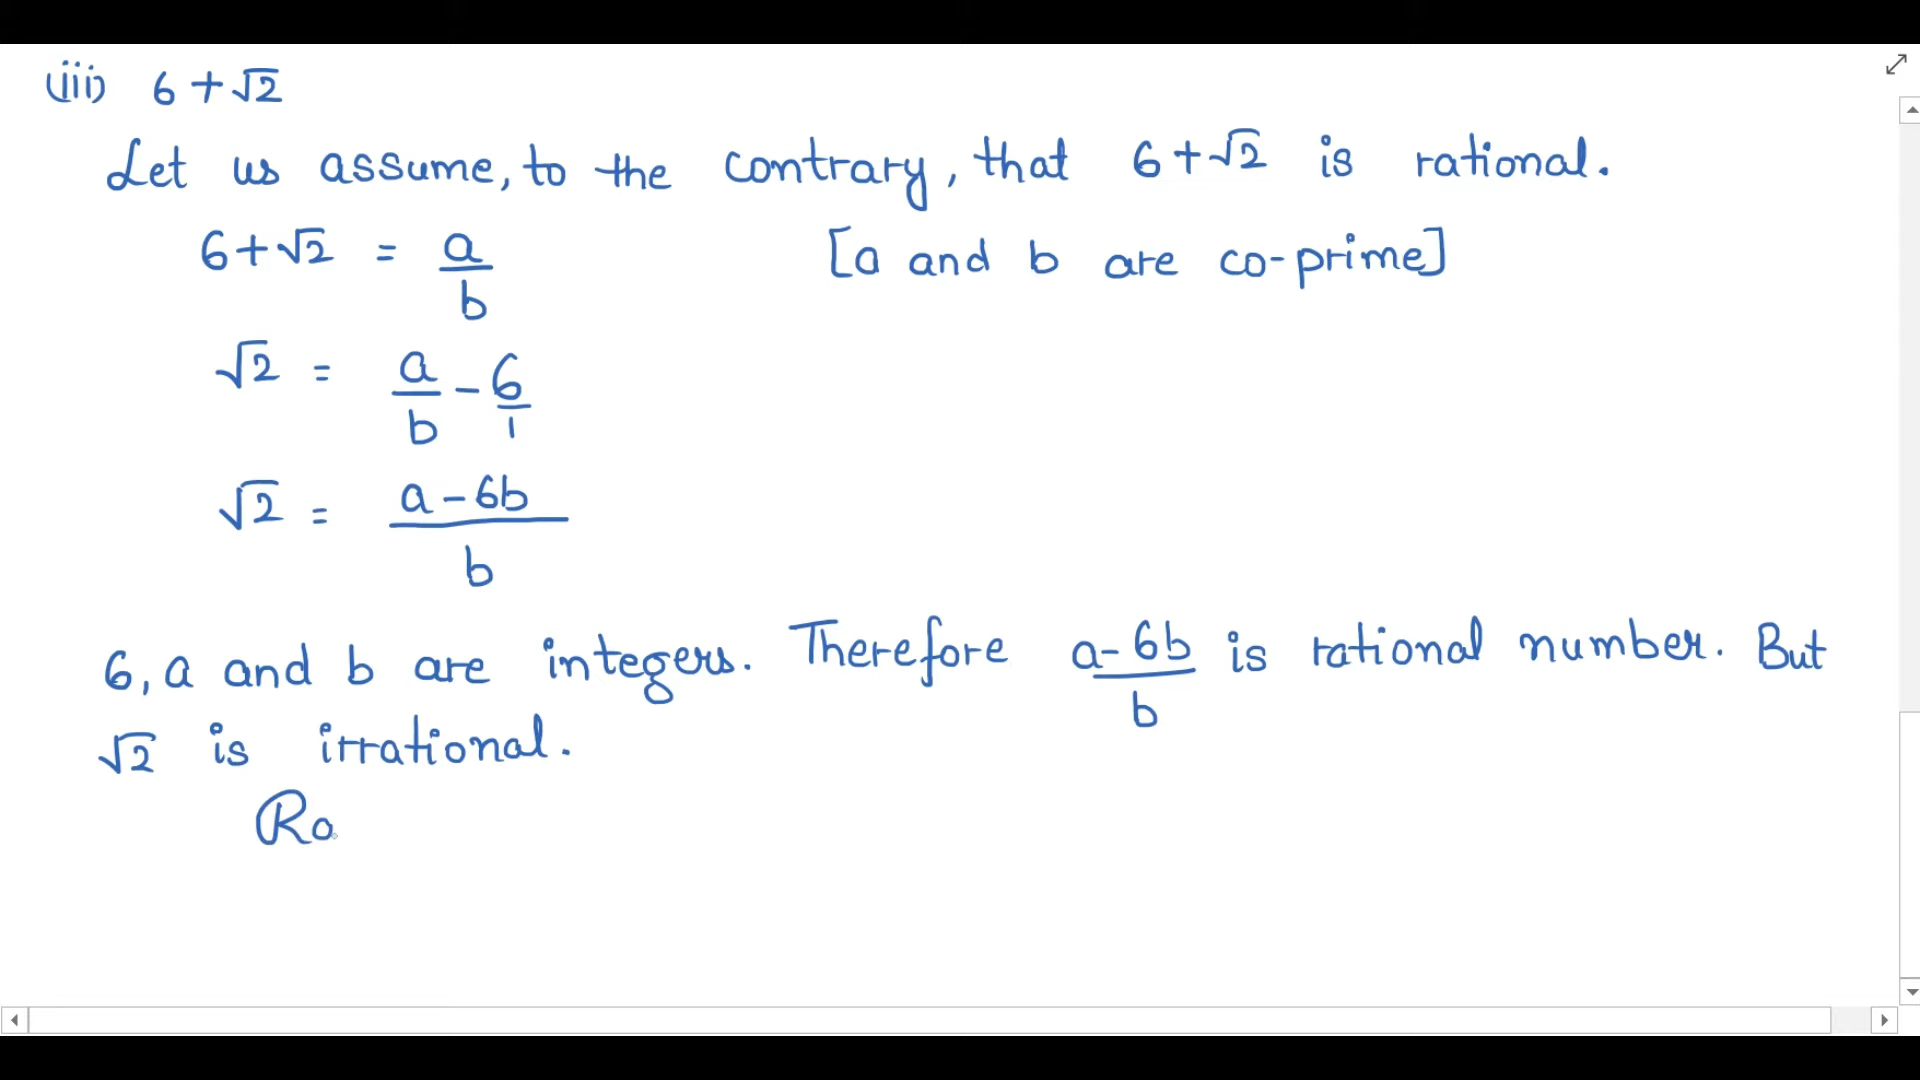 (iii) 6+√2
Let us assume, to the contrary, that 6+√2 is rational.
6+√2 = a/b [a and b are co-prime]
√2 = a/b - 6/1
√2 = a-6b/b
6, a and b are integers. Therefore a-6b/b is rational number. But
√2 is irrational.
Ra